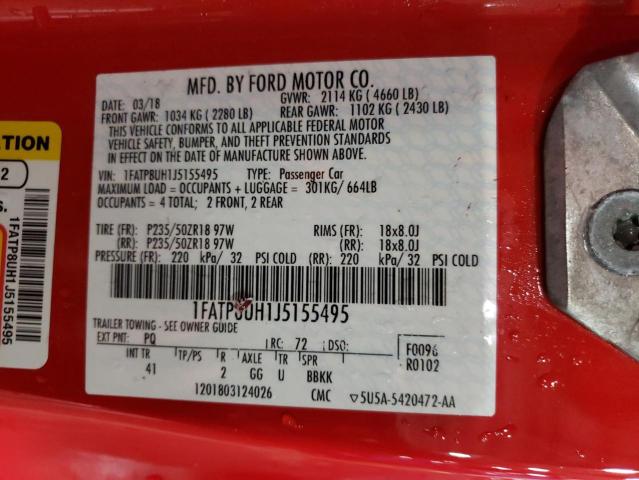 MFD. BY FORD MOTOR CO.
DATE: 03/18
GVWR: 2114 KG ( 4660 LB)
FRONT GAWR: 1034 KG ( 2280 LB)
REAR GAWR: 1102 KG ( 2430 LB)
THIS VEHICLE CONFORMS TO ALL APPLICABLE FEDERAL MOTOR
VEHICLE SAFETY, BUMPER, AND THEFT PREVENTION STANDARDS
IN EFFECT ON THE DATE OF MANUFACTURE SHOWN ABOVE.
VIN: 1FATP8UH1J5155495 TYPE: Passenger Car
MAXIMUM LOAD = OCCUPANTS + LUGGAGE = 301KG/ 664LB
OCCUPANTS = 4 TOTAL; 2 FRONT, 2 REAR
TIRE (FR): P235/50ZR18 97W RIMS (FR): 18x8.0J
(RR): P235/50ZR18 97W (RR): 18x8.0J
PRESSURE (FR): 220 kPa/ 32 PSI COLD (RR): 220 kPa/ 32 PSI COLD
1FATP8UH1J5155495
TRAILER TOWING - SEE OWNER GUIDE
EXT PNT: PQ RC: 72 DSO:
F0096
R0102
INT TR TP/PS R AXLE TR SPR
41 2 GG U BBKK
1201803124026 CMC ▽5U5A-5420472-AA
TION
2
S.
1FATP8UH1J5155495